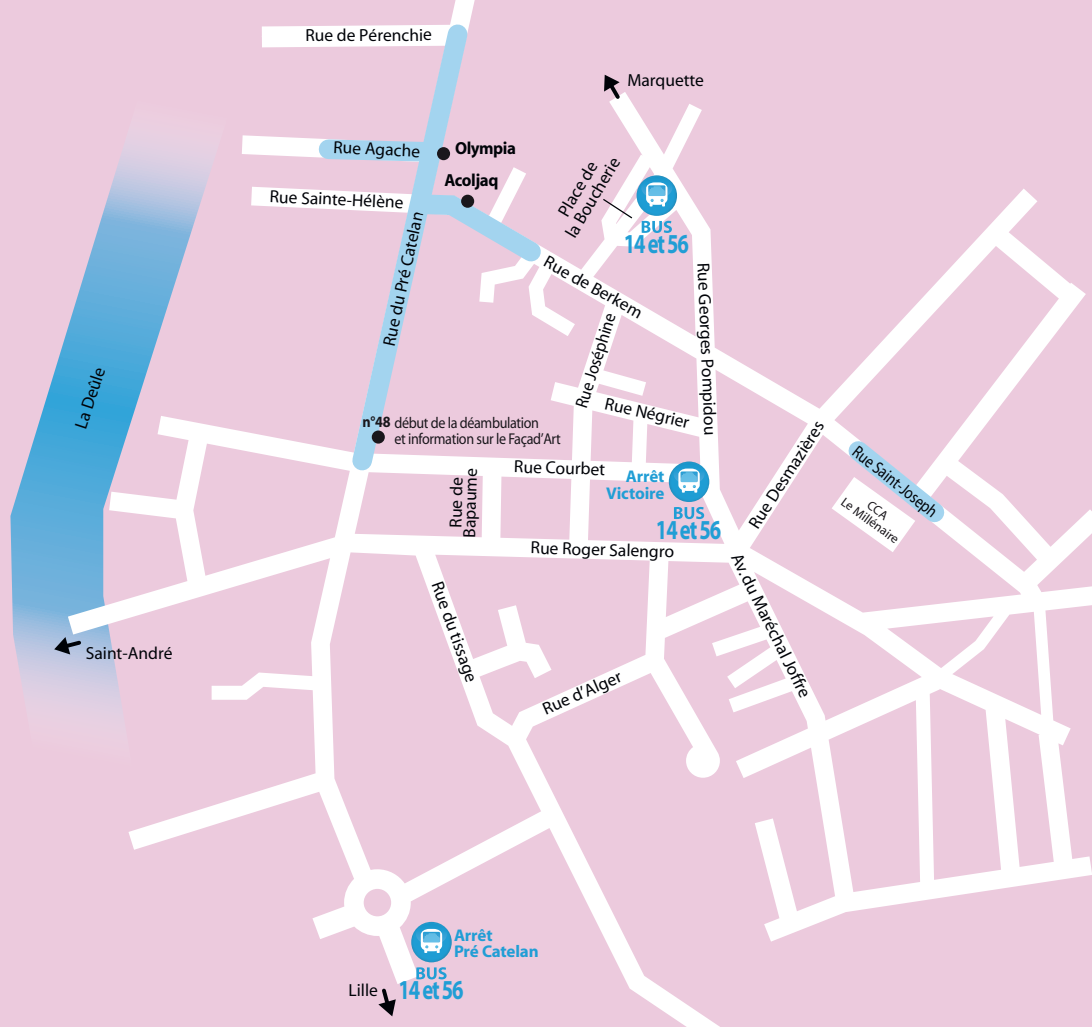 Rue de Pérenchie
Marquette
Rue Agache
Olympia
Acoljaq
Rue Sainte-Hélène
Place de
la Boucherie
BUS
14 et 56
Rue du Pré Catelan
Rue de Berkem
Rue Georges Pompidou
Rue Joséphine
La Deûle
Rue Négrier
n°48 début de la déambulation
et information sur le Façad'Art
Rue Desmazières
Rue Saint-Joseph
CCA
Le Millénaire
Rue Courbet
Arrêt
Victoire
BUS
14 et 56
Rue de
Bapaume
Rue Roger Salengro
Av. du Maréchal Joffre
Rue du tissage
Saint-André
Rue d'Alger
Arrêt
Pré Catelan
BUS
14 et 56
Lille